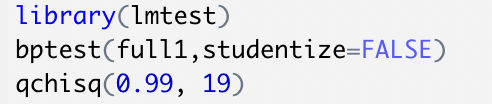 library(lmtest)
bptest(full1,studentize=FALSE)
qchisq(0.99, 19)